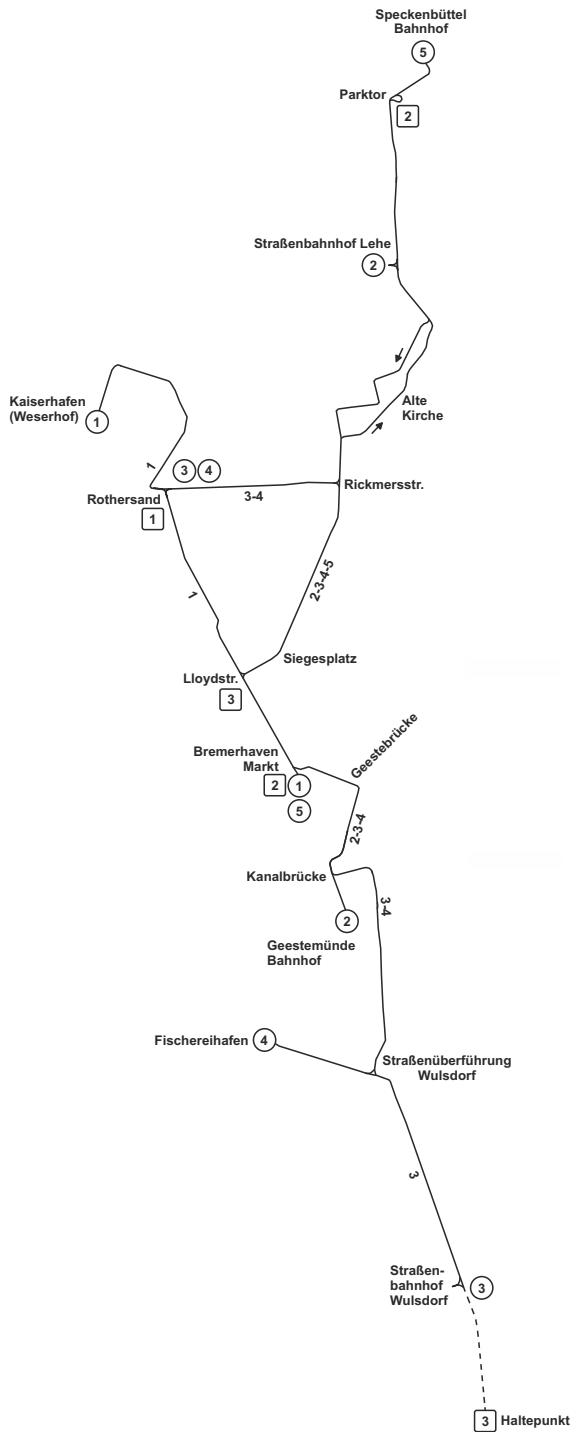 Speckenbüttel
Bahnhof
5
Parktor
2
Straßenbahnhof Lehe
2
Kaiserhafen
(Weserhof)
1
Alte
Kirche
1
3 4
Rothersand
1
3-4
Rickmersstr.
1
2-3-4-5
Siegesplatz
Lloydstr.
3
Geestebrücke
Bremerhaven
Markt
2 1
5
2-3-4
Kanalbrücke
3-4
2
Geestemünde
Bahnhof
Fischereihafen 4
Straßenüberführung
Wulsdorf
3
Straßen-
bahnhof
Wulsdorf
3
3 Haltepunkt